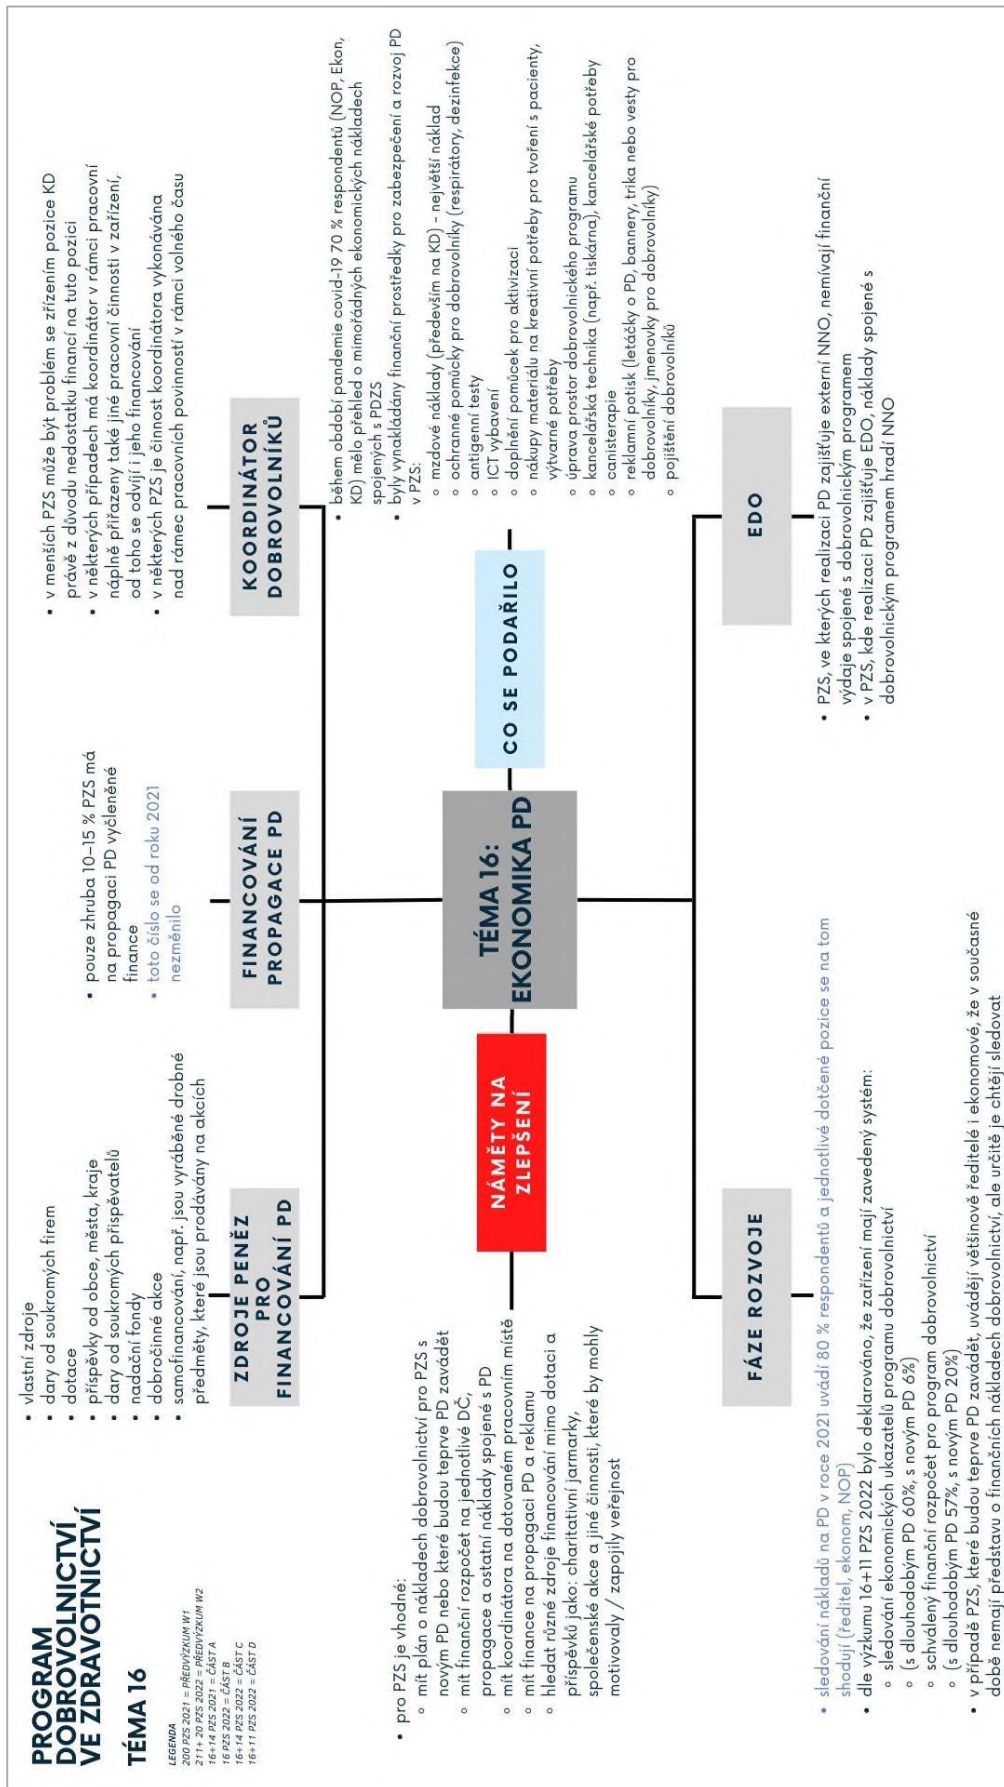 PROGRAM
DOBROVOLNICTVÍ
VE ZDRAVOTNICTVÍ
TÉMA 16
LEGENDA
200 PZS 2021 = PŘEDVÝZKUM W1
211+ 20 PZS 2022 = PŘEDVÝZKUM W2
16+14 PZS 2021 = ČÁST A
16 PZS 2022 = ČÁST B
16+14 PZS 2022 = ČÁST C
16+11 PZS 2022 = ČÁST D
• vlastní zdroje
• dary od soukromých firem
• dotace
• příspěvky od obce, města, kraje
• dary od soukromých přispěvatelů
• nadační fondy
• dobročinné akce
• samofinancování, např. jsou vyráběné drobné
předměty, které jsou prodávány na akcích
ZDROJE PENĚZ
PRO
FINANCOVÁNÍ PD
• pouze zhruba 10–15 % PZS má
na propagaci PD vyčleněné
finance
• toto číslo se od roku 2021
nezměnilo
FINANCOVÁNÍ
PROPAGACE PD
• v menších PZS může být problém se zřízením pozice KD
právě z důvodu nedostatku financí na tuto pozici
• v některých případech má koordinátor v rámci pracovní
náplně přiřazeny také jiné pracovní činnosti v zařízení,
od toho se odvíjí i jeho financování
• v některých PZS je činnost koordinátora vykonávána
nad rámec pracovních povinností v rámci volného času
KOORDINÁTOR
DOBROVOLNÍKŮ
• pro PZS je vhodné:
○ mít plán o nákladech dobrovolnictví pro PZS s
novým PD nebo které budou teprve PD zavádět
○ mít finanční rozpočet na jednotlivé DČ,
propagace a ostatní náklady spojené s PD
○ mít koordinátora na dotovaném pracovním místě
○ mít finance na propagaci PD a reklamu
○ hledat různé zdroje financování mimo dotaci a
příspěvků jako: charitativní jarmarky,
společenské akce a jiné činnosti, které by mohly
motivovaly / zapojily veřejnost
NÁMĚTY NA
ZLEPŠENÍ
TÉMA 16:
EKONOMIKA PD
CO SE PODAŘILO
• během období pandemie covid-19 70 % respondentů (NOP, Ekon,
KD) mělo přehled o mimořádných ekonomických nákladech
spojených s PDZS
• byly vynakládány finanční prostředky pro zabezpečení a rozvoj PD
v PZS:
○ mzdové náklady (především na KD) – největší náklad
○ ochranné pomůcky pro dobrovolníky (respirátory, dezinfekce)
○ antigenní testy
○ ICT vybavení
○ doplnění pomůcek pro aktivizaci
○ nákupy materiálu na kreativní potřeby pro tvoření s pacienty,
výtvarné potřeby
○ úprava prostor dobrovolnického programu
○ kancelářská technika (např. tiskárna), kancelářské potřeby
○ canisterapie
○ reklamní potisk (letáčky o PD, bannery, trika nebo vesty pro
dobrovolníky, jmenovky pro dobrovolníky)
○ pojištění dobrovolníků
FÁZE ROZVOJE
• sledování nákladů na PD v roce 2021 uvádí 80 % respondentů a jednotlivé dotčené pozice se na tom
shodují (ředitel, ekonom, NOP)
• dle výzkumu 16+11 PZS 2022 bylo deklarováno, že zařízení mají zavedený systém:
○ sledování ekonomických ukazatelů programu dobrovolnictví
(s dlouhodobým PD 60%, s novým PD 6%)
○ schválený finanční rozpočet pro program dobrovolnictví
(s dlouhodobým PD 57%, s novým PD 20%)
• v případě PZS, které budou teprve PD zavádět, uvádějí většinově ředitelé i ekonomové, že v současné
době nemají představu o finančních nákladech dobrovolnictví, ale určitě je chtějí sledovat
EDO
• PZS, ve kterých realizaci PD zajišťuje externí NNO, nemívají finanční
výdaje spojené s dobrovolnickým programem
• v PZS, kde realizaci PD zajišťuje EDO, náklady spojené s
dobrovolnickým programem hradí NNO